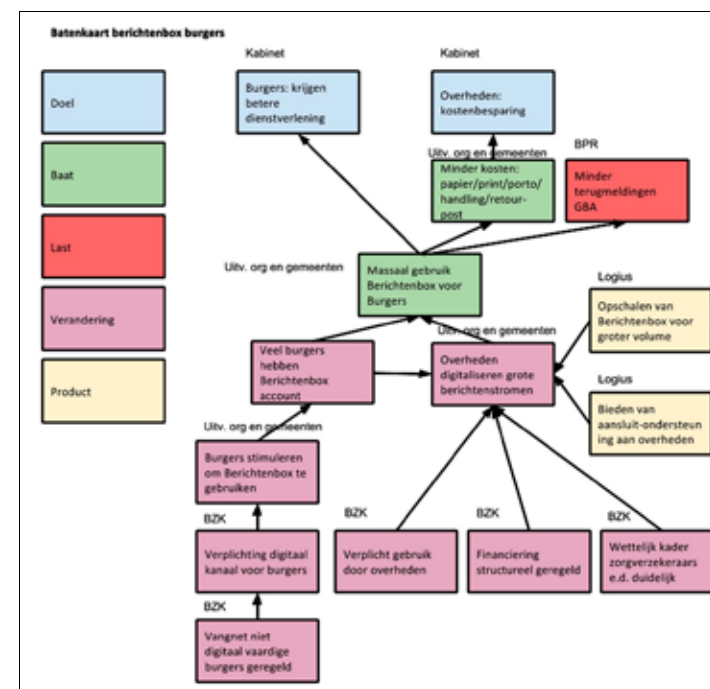 Batenkaart berichtenbox burgers
Kabinet
Kabinet
Doel
Burgers: krijgen
betere
dienstverlening
Overheden:
kostenbesparing
Uitv. org en gemeenten
BPR
Baat
Minder kosten:
papier/print/porto/
handling/retour-
post
Minder
terugmeldingen
GBA
Last
Uitv. org en gemeenten
Massaal gebruik
Berichtenbox voor
Burgers
Logius
Verandering
Opschalen van
Berichtenbox voor
groter volume
Uitv. org en gemeenten
Veel burgers
hebben
Berichtenbox
account
Overheden
digitaliseren grote
berichtenstromen
Product
Logius
Bieden van
aansluit-ondersteun
ing aan overheden
Uitv. org en gemeenten
Burgers stimuleren
om Berichtenbox te
gebruiken
BZK
BZK
BZK
BZK
Verplichting digitaal
kanaal voor burgers
Verplicht gebruik
door overheden
Financiering
structureel geregeld
Wettelijk kader
zorgverzekeraars
e.d. duidelijk
BZK
Vangnet niet
digitaal vaardige
burgers geregeld